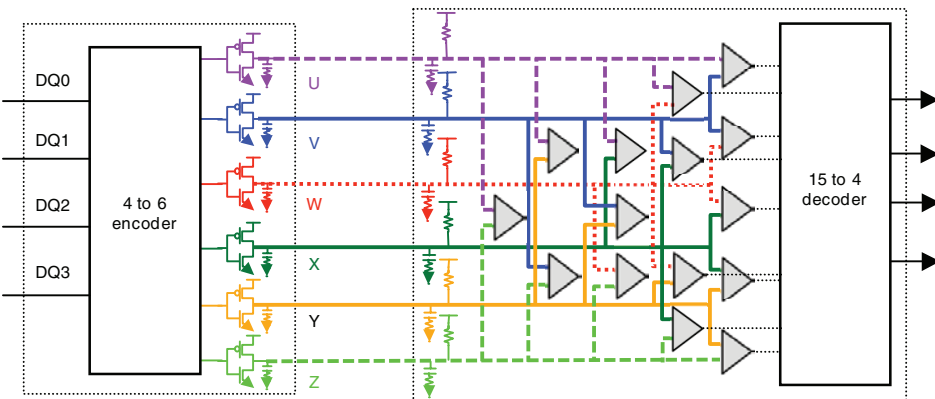 DQ0
DQ1
DQ2
DQ3
4 to 6
encoder
U
V
W
X
Y
Z
15 to 4
decoder